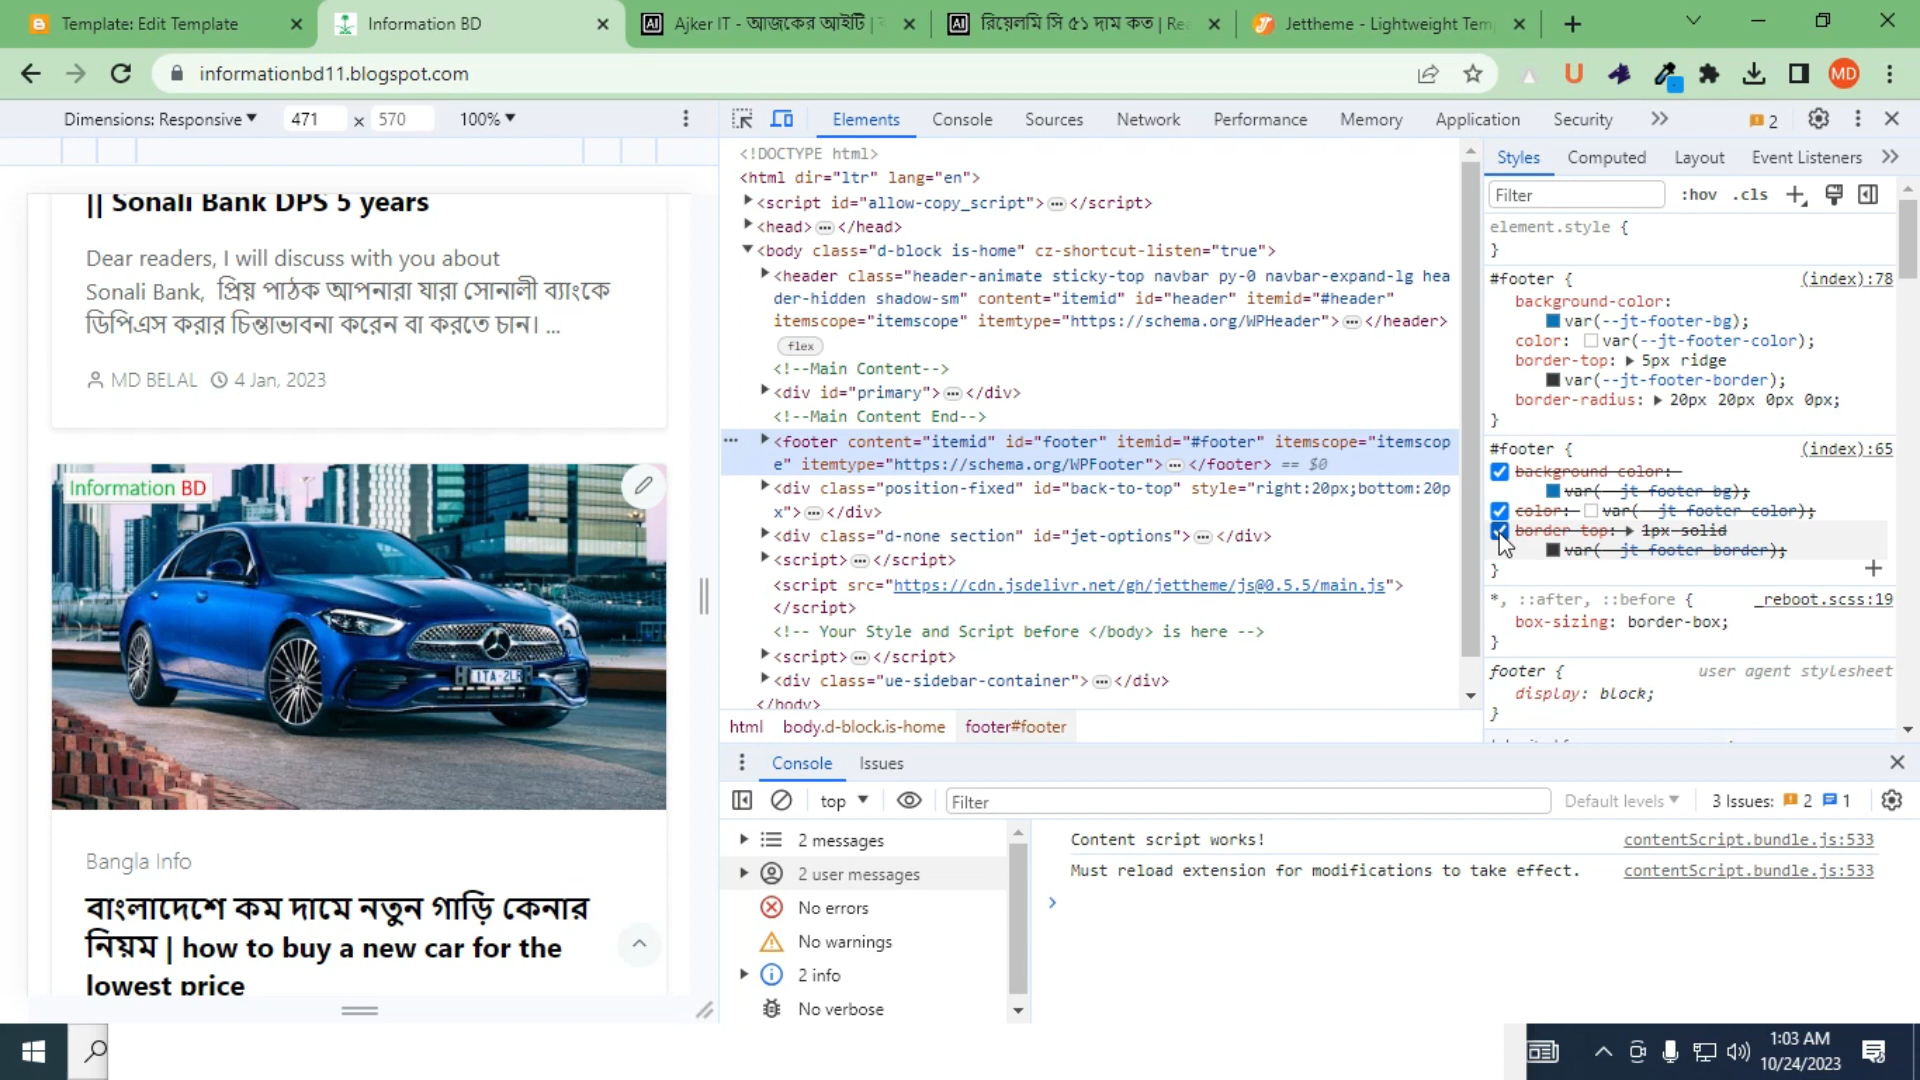 Template: Edit Template
Information BD
Ajker IT - আজকের আইটি |
রিয়েলমি সি ৫১ দাম কত | Re
Jettheme - Lightweight Tem
informationbd11.blogspot.com
MD
Dimensions: Responsive 471 x 570 100%
Elements Console Sources Network Performance Memory Application Security 2
|| Sonali Bank DPS 5 years
Dear readers, I will discuss with you about
Sonali Bank, প্রিয় পাঠক আপনারা যারা সোনালী ব্যাংকে
ডিপিএস করার চিন্তাভাবনা করেন বা করতে চান। ...
MD BELAL 4 Jan, 2023
Information BD
ITA·2LR
Bangla Info
বাংলাদেশে কম দামে নতুন গাড়ি কেনার
নিয়ম | how to buy a new car for the
lowest price
<!DOCTYPE html>
<html dir="ltr" lang="en">
<script id="allow-copy_script"> … </script>
<head> … </head>
<body class="d-block is-home" cz-shortcut-listen="true">
<header class="header-animate sticky-top navbar py-0 navbar-expand-lg hea
der-hidden shadow-sm" content="itemid" id="header" itemid="#header"
itemscope="itemscope" itemtype="https://schema.org/WPHeader"> … </header>
flex
<!--Main Content-->
<div id="primary"> … </div>
<!--Main Content End-->
… <footer content="itemid" id="footer" itemid="#footer" itemscope="itemscop
e" itemtype="https://schema.org/WPFooter"> … </footer> == $0
<div class="position-fixed" id="back-to-top" style="right:20px;bottom:20p
x"> … </div>
<div class="d-none section" id="jet-options"> … </div>
<script> … </script>
<script src="https://cdn.jsdelivr.net/gh/jettheme/js@0.5.5/main.js">
</script>
<!-- Your Style and Script before </body> is here -->
<script> … </script>
<div class="ue-sidebar-container"> … </div>
</body>
html body.d-block.is-home footer#footer
Styles Computed Layout Event Listeners
Filter :hov .cls
element.style {
}
#footer { (index):78
background-color:
var(--jt-footer-bg);
color: var(--jt-footer-color);
border-top: 5px ridge
var(--jt-footer-border);
border-radius: 20px 20px 0px 0px;
}
#footer { (index):65
background-color:
var(--jt-footer-bg);
color: var(--jt-footer-color);
border-top: 1px solid
var(--jt-footer-border);
}
*, ::after, ::before { _reboot.scss:19
box-sizing: border-box;
}
footer { user agent stylesheet
display: block;
}
Console Issues
top Filter Default levels 3 Issues: 2 1
2 messages
2 user messages
No errors
No warnings
2 info
No verbose
Content script works! contentScript.bundle.js:533
Must reload extension for modifications to take effect. contentScript.bundle.js:533
1:03 AM
10/24/2023